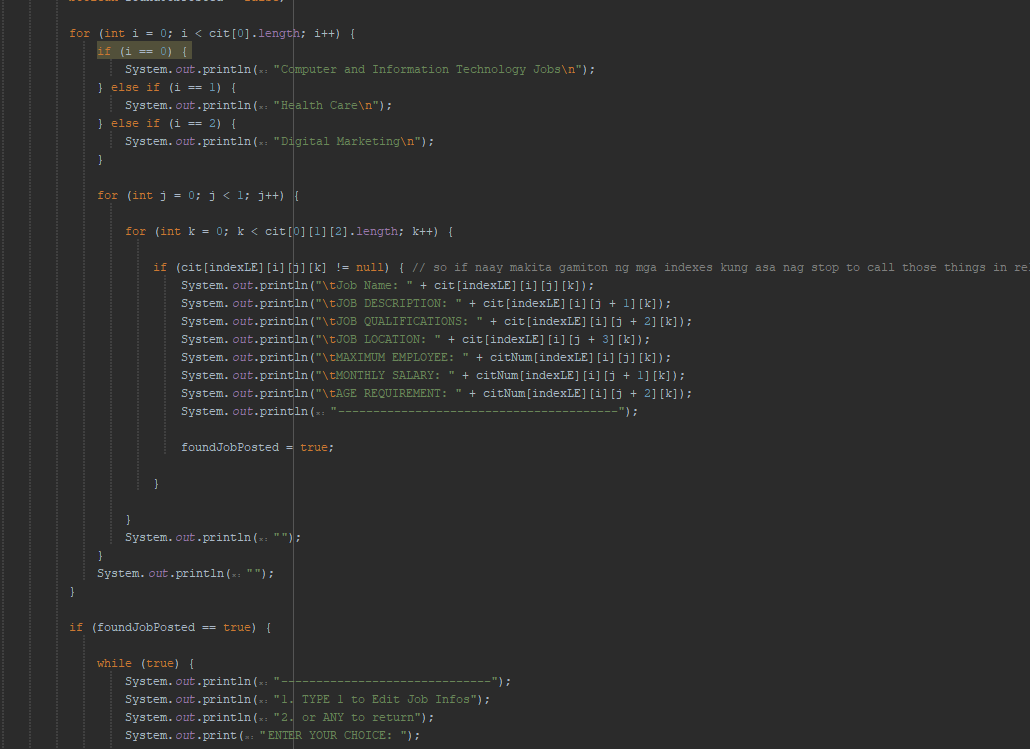 for (int i = 0; i < cit[0].length; i++) {
if (i == 0) {
System.out.println(x: "Computer and Information Technology Jobs\n");
} else if (i == 1) {
System.out.println(x: "Health Care\n");
} else if (i == 2) {
System.out.println(x: "Digital Marketing\n");
}
for (int j = 0; j < 1; j++) {
for (int k = 0; k < cit[0][1][2].length; k++) {
if (cit[indexLE][i][j][k] != null) { // so if naay makita gamiton ng mga indexes kung asa nag stop to call those things in re
System.out.println("\tJob Name: " + cit[indexLE][i][j][k]);
System.out.println("\tJOB DESCRIPTION: " + cit[indexLE][i][j + 1][k]);
System.out.println("\tJOB QUALIFICATIONS: " + cit[indexLE][i][j + 2][k]);
System.out.println("\tJOB LOCATION: " + cit[indexLE][i][j + 3][k]);
System.out.println("\tMAXIMUM EMPLOYEE: " + citNum[indexLE][i][j][k]);
System.out.println("\tMONTHLY SALARY: " + citNum[indexLE][i][j + 1][k]);
System.out.println("\tAGE REQUIREMENT: " + citNum[indexLE][i][j + 2][k]);
System.out.println(x: "----------------------------------------");
foundJobPosted = true;
}
}
System.out.println(x: "");
}
System.out.println(x: "");
}
if (foundJobPosted == true) {
while (true) {
System.out.println(x: "------------------------------");
System.out.println(x: "1. TYPE 1 to Edit Job Infos");
System.out.println(x: "2. or ANY to return");
System.out.print(s: "ENTER YOUR CHOICE: ");